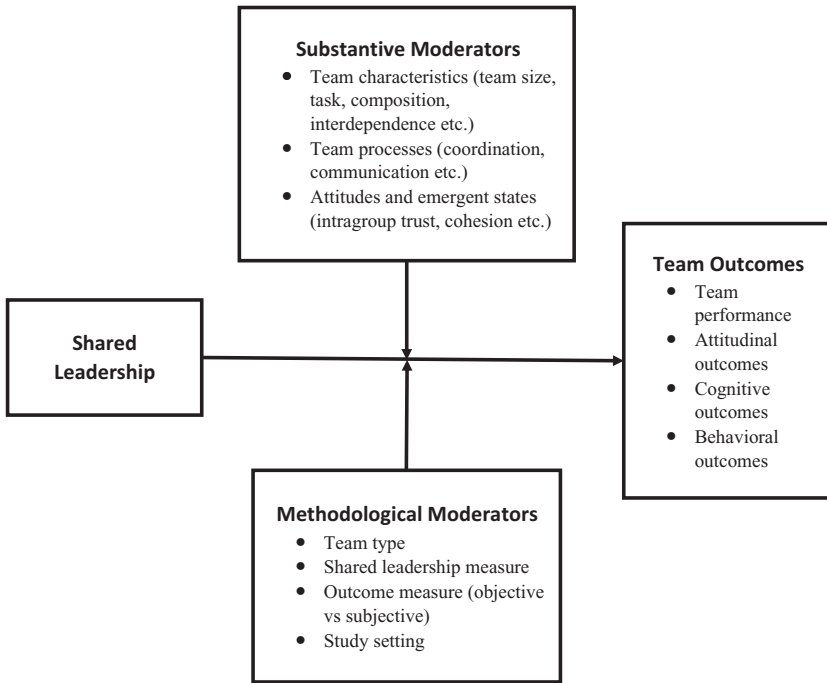 Substantive Moderators
• Team characteristics (team size,
task, composition,
interdependence etc.)
• Team processes (coordination,
communication etc.)
• Attitudes and emergent states
(intragroup trust, cohesion etc.)
Shared
Leadership
Team Outcomes
• Team
performance
• Attitudinal
outcomes
• Cognitive
outcomes
• Behavioral
outcomes
Methodological Moderators
• Team type
• Shared leadership measure
• Outcome measure (objective
vs subjective)
• Study setting